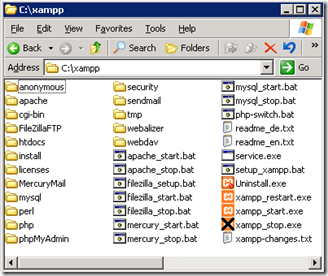 C:\xampp
File Edit View Favorites Tools Help
Back Search Folders
Address C:\xampp Go
anonymous
apache
cgi-bin
FileZillaFTP
htdocs
install
licenses
MercuryMail
mysql
perl
php
phpMyAdmin
security
sendmail
tmp
webalizer
webdav
apache_start.bat
apache_stop.bat
filezilla_setup.bat
filezilla_start.bat
filezilla_stop.bat
mercury_start.bat
mercury_stop.bat
mysql_start.bat
mysql_stop.bat
php-switch.bat
readme_de.txt
readme_en.txt
service.exe
setup_xampp.bat
Uninstall.exe
xampp_restart.exe
xampp_start.exe
xampp_stop.exe
xampp-changes.txt